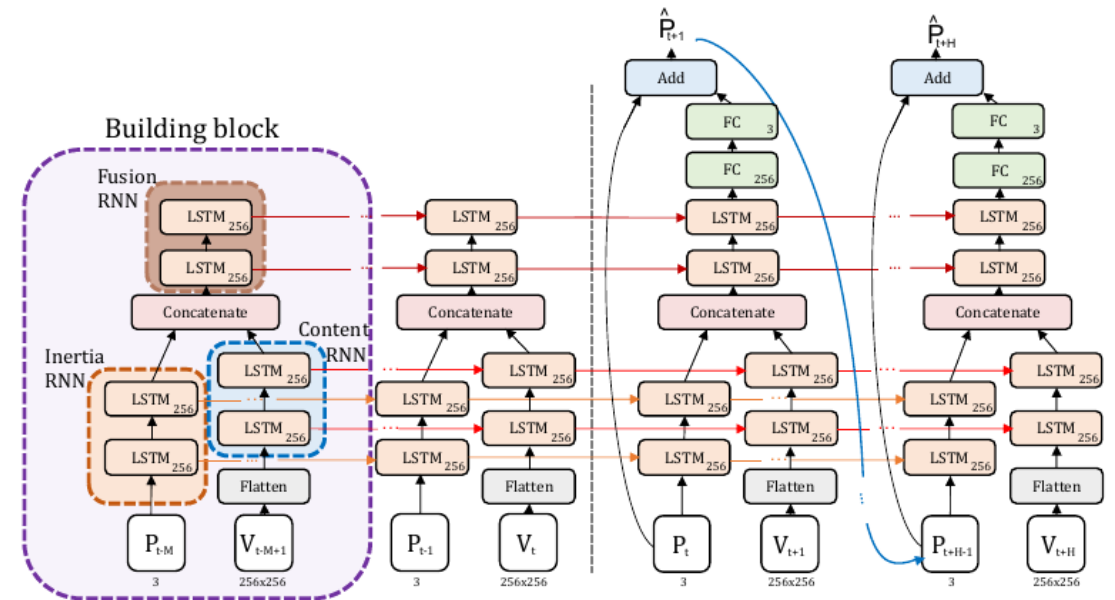 P̂t+1
P̂t+H
Add
Add
FC 3
FC 3
Building block
FC 256
FC 256
Fusion
RNN
LSTM 256
... LSTM 256
LSTM 256
... LSTM 256
LSTM 256
... LSTM 256
LSTM 256
... LSTM 256
Concatenate
Concatenate
Concatenate
Concatenate
Content
RNN
Inertia
RNN
LSTM 256
... LSTM 256
LSTM 256
... LSTM 256
LSTM 256
... LSTM 256
LSTM 256
... LSTM 256
LSTM 256
... LSTM 256
LSTM 256
... LSTM 256
LSTM 256
... LSTM 256
LSTM 256
... LSTM 256
Flatten
Flatten
Flatten
Flatten
...
Pt-M
Vt-M+1
Pt-1
Vt
Pt
Vt+1
Pt+H-1
Vt+H
3
256x256
3
256x256
3
256x256
3
256x256